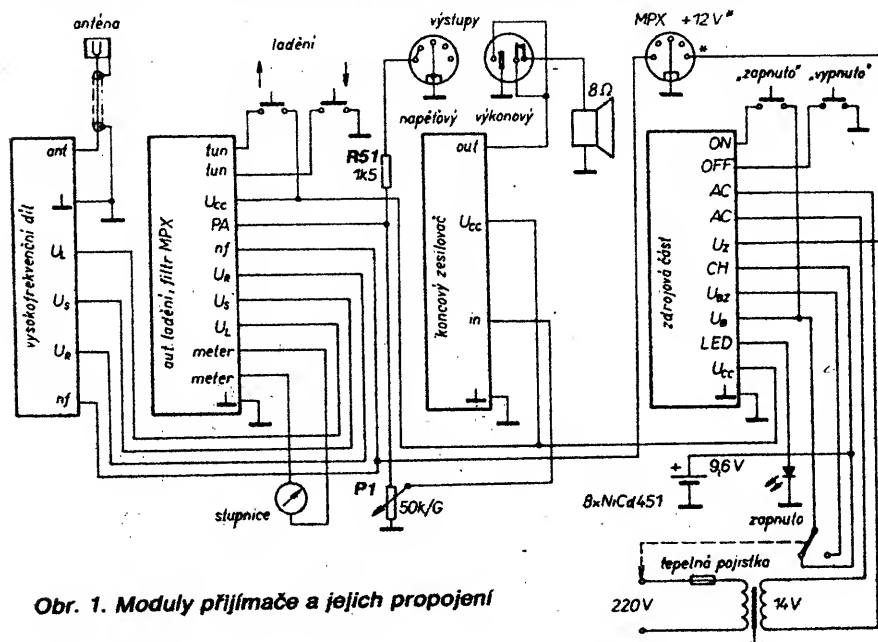 anténa
ladění
výstupy
MPX +12V*
*
„zapnuto"
„vypnuto"
napěťový
výkonový
8Ω
vysokofrekvenční díl
ant
U_L
U_S
U_R
nf
aut. ladění, filtr MPX
tun
tun
U_CC
PA
nf
U_R
U_S
U_L
meter
meter
R51
1k5
koncový zesilovač
out
U_CC
in
zdrojová část
ON
OFF
AC
AC
U_Z
CH
U_BZ
U_B
LED
U_CC
stupnice
P1
50k/G
+
9,6 V
8xNiCd451
zapnuto
tepelná pojistka
220V
14V
Obr. 1. Moduly přijímače a jejich propojení